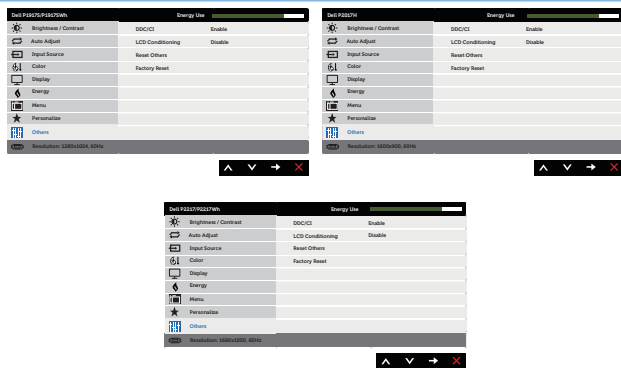 Dell P1917S/P1917SWh Energy Use
Brightness / Contrast DDC/CI Enable
Auto Adjust LCD Conditioning Disable
Input Source Reset Others
Color Factory Reset
Display
Energy
Menu
Personalize
Others
Resolution: 1280x1024, 60Hz
Dell P2017H Energy Use
Brightness / Contrast DDC/CI Enable
Auto Adjust LCD Conditioning Disable
Input Source Reset Others
Color Factory Reset
Display
Energy
Menu
Personalize
Others
Resolution: 1600x900, 60Hz
Dell P2217/P2217Wh Energy Use
Brightness / Contrast DDC/CI Enable
Auto Adjust LCD Conditioning Disable
Input Source Reset Others
Color Factory Reset
Display
Energy
Menu
Personalize
Others
Resolution: 1680x1050, 60Hz